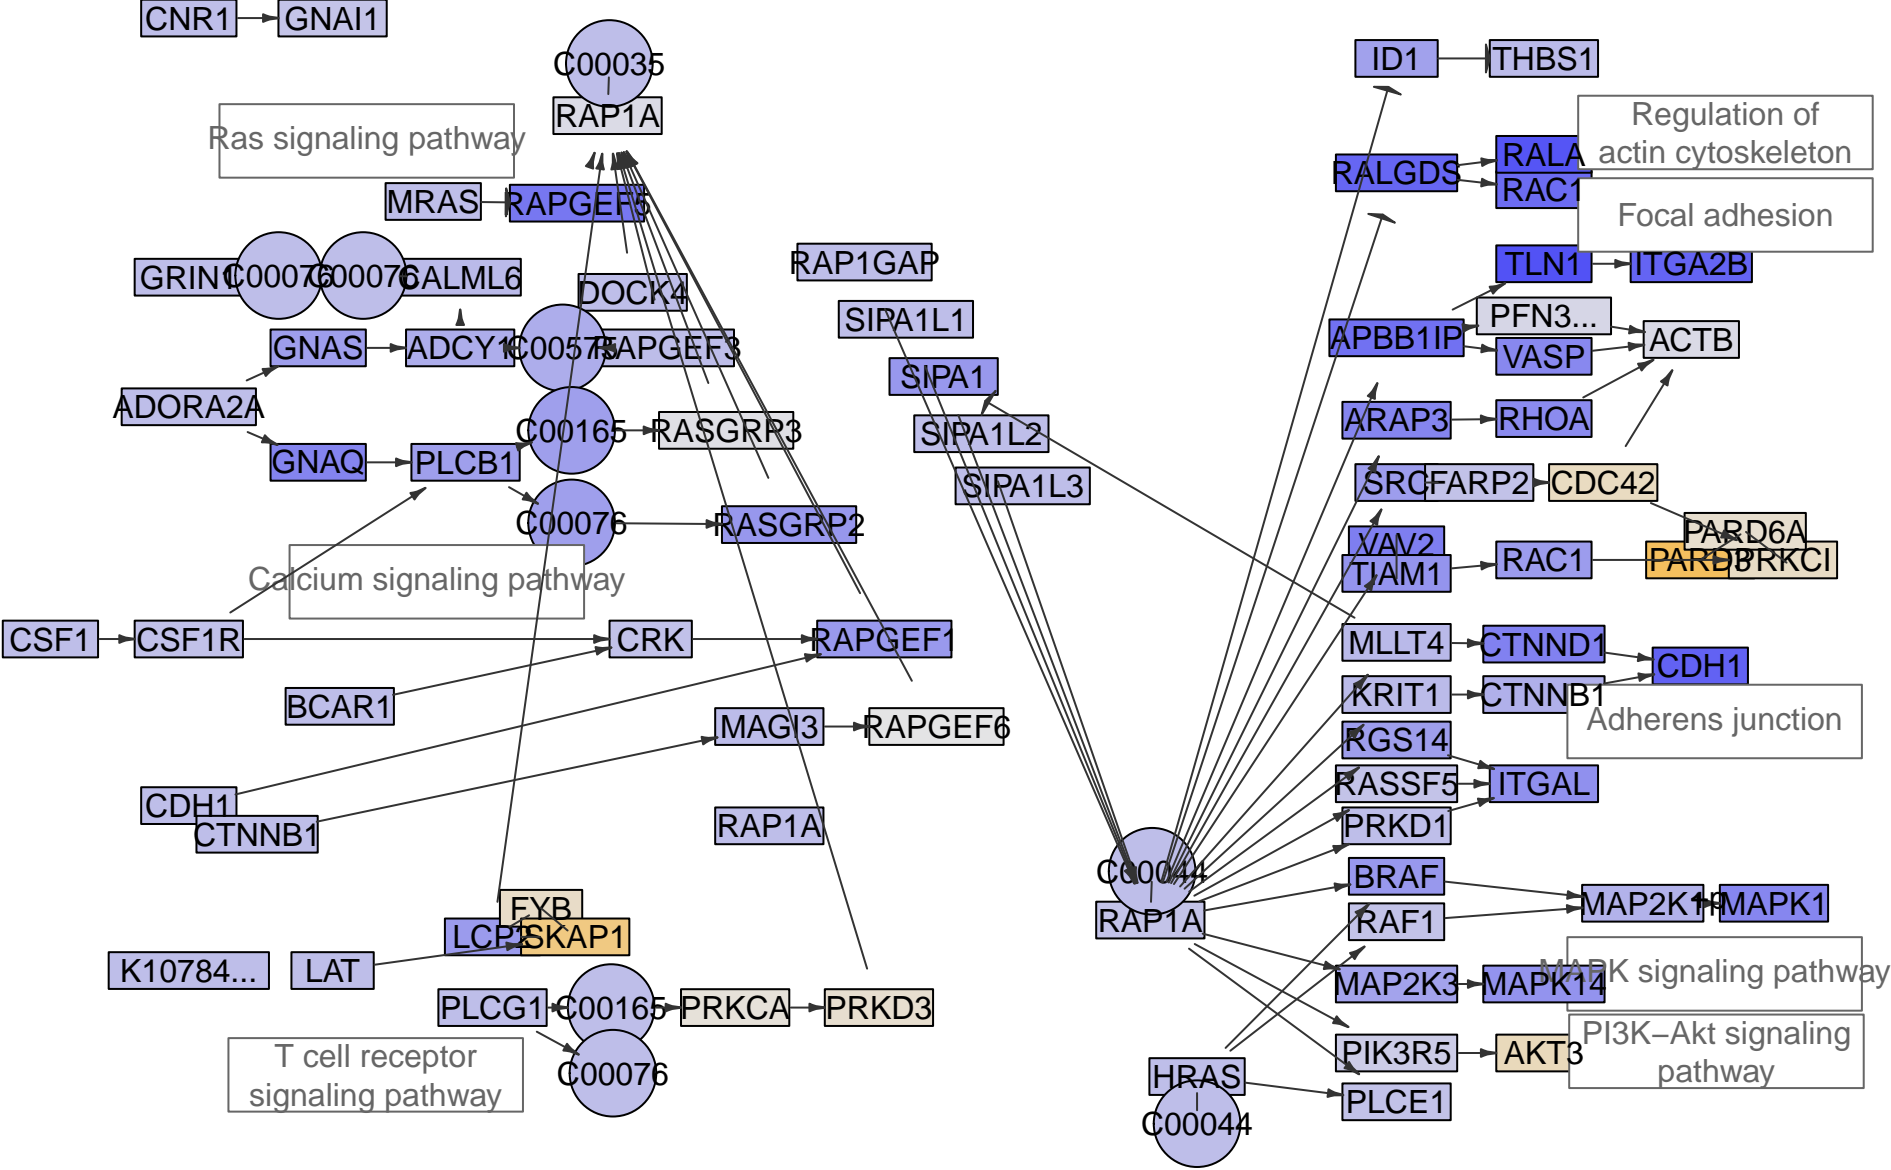 CNR1
GNAI1
C00035
RAP1A
Ras signaling pathway
MRAS
RAPGEF5
GRIN1
C00076
C00076
CALML6
DOCK4
GNAS
ADCY1
C00575
RAPGEF3
ADORA2A
C00165
RASGRP3
GNAQ
PLCB1
C00076
RASGRP2
Calcium signaling pathway
CSF1
CSF1R
CRK
RAPGEF1
BCAR1
MAGI3
RAPGEF6
CDH1
CTNNB1
RAP1A
FYB
LCP2
SKAP1
K10784...
LAT
PLCG1
C00165
PRKCA
PRKD3
C00076
T cell receptor
signaling pathway
RAP1GAP
SIPA1L1
SIPA1
SIPA1L2
SIPA1L3
C00044
RAP1A
HRAS
C00044
ID1
THBS1
Regulation of
actin cytoskeleton
RALGDS
RALA
RAC1
Focal adhesion
TLN1
ITGA2B
PFN3...
APBB1IP
VASP
ACTB
ARAP3
RHOA
SRC
FARP2
CDC42
PARD6A
VAV2
TIAM1
RAC1
PARD3
PRKCI
MLLT4
CTNND1
CDH1
KRIT1
CTNNB1
Adherens junction
RGS14
RASSF5
ITGAL
PRKD1
BRAF
MAP2K1
+p
MAPK1
RAF1
MAPK signaling pathway
MAP2K3
MAPK14
PIK3R5
AKT3
PI3K−Akt signaling
pathway
PLCE1